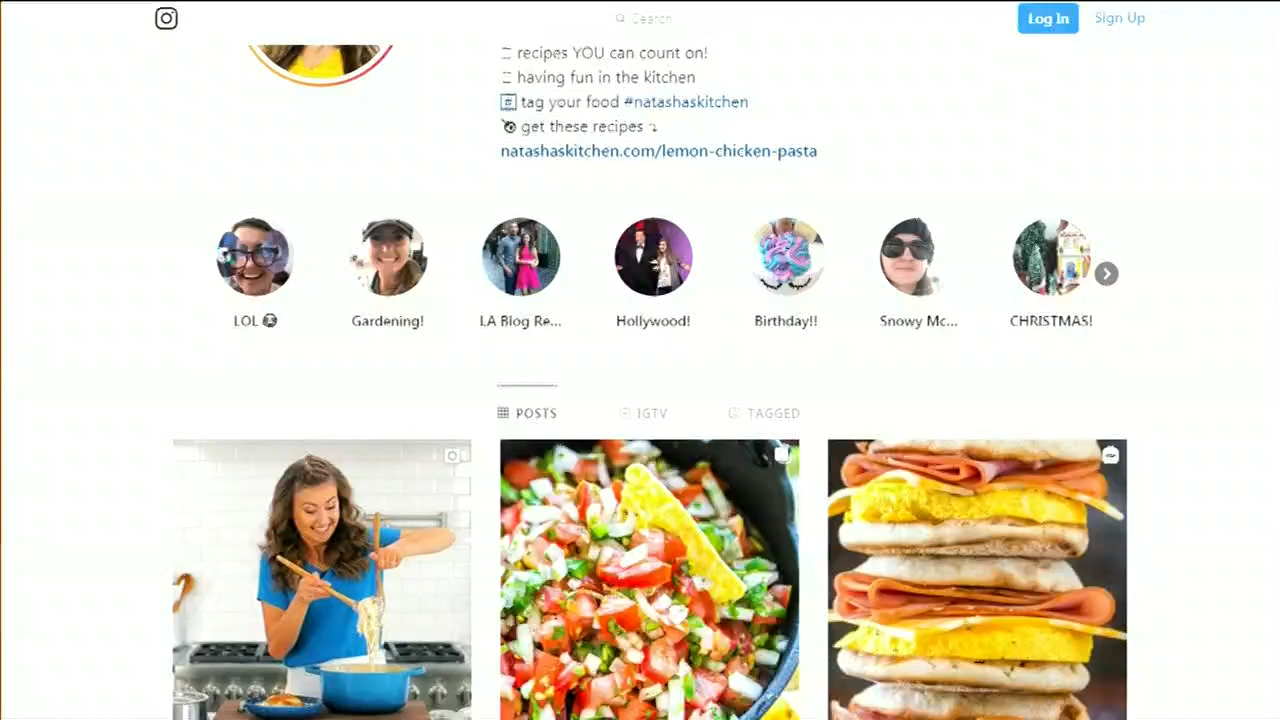 Search
Log In
Sign Up
recipes YOU can count on!
having fun in the kitchen
# tag your food #natashaskitchen
get these recipes
natashaskitchen.com/lemon-chicken-pasta
LOL
Gardening!
LA Blog Re...
Hollywood!
Birthday!!
Snowy Mc...
CHRISTMAS!
POSTS
IGTV
TAGGED